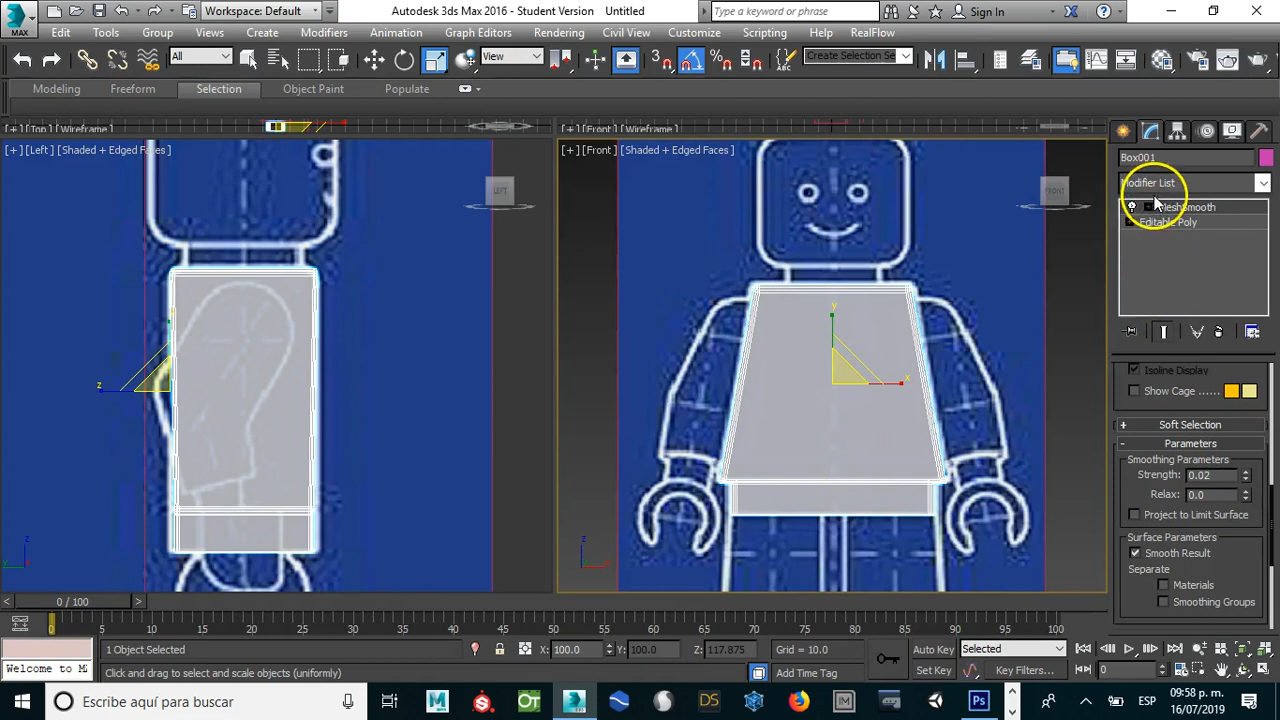 MAX
Workspace: Default
Autodesk 3ds Max 2016 - Student Version Untitled
Type a keyword or phrase
Sign In
Edit Tools Group Views Create Modifiers Animation Graph Editors Rendering Civil View Customize Scripting Help RealFlow
All
View
3
Create Selection Se
Modeling Freeform Selection Object Paint Populate
[+] [Top] [Wireframe]
[+] [Front] [Wireframe]
[+] [Left] [Shaded + Edged Faces]
[+] [Front] [Shaded + Edged Faces]
LEFT
FRONT
Box001
Modifier List
MeshSmooth
Editable Poly
Isoline Display
Show Cage
+ Soft Selection
- Parameters
Smoothing Parameters
Strength: 0.02
Relax: 0.0
Project to Limit Surface
Surface Parameters
Smooth Result
Separate
Materials
Smoothing Groups
z
y
x
z
z
0 / 100
0 5 10 15 20 25 30 35 40 45 50 55 60 65 70 75 80 85 90 95 100
1 Object Selected
X: 100.0 Y: 100.0 Z: 117.875 Grid = 10.0
Auto Key Selected
Welcome to M
Click and drag to select and scale objects (uniformly)
Add Time Tag
Set Key Key Filters...
0
Escribe aquí para buscar
ESP
09:58 p. m.
16/07/2019